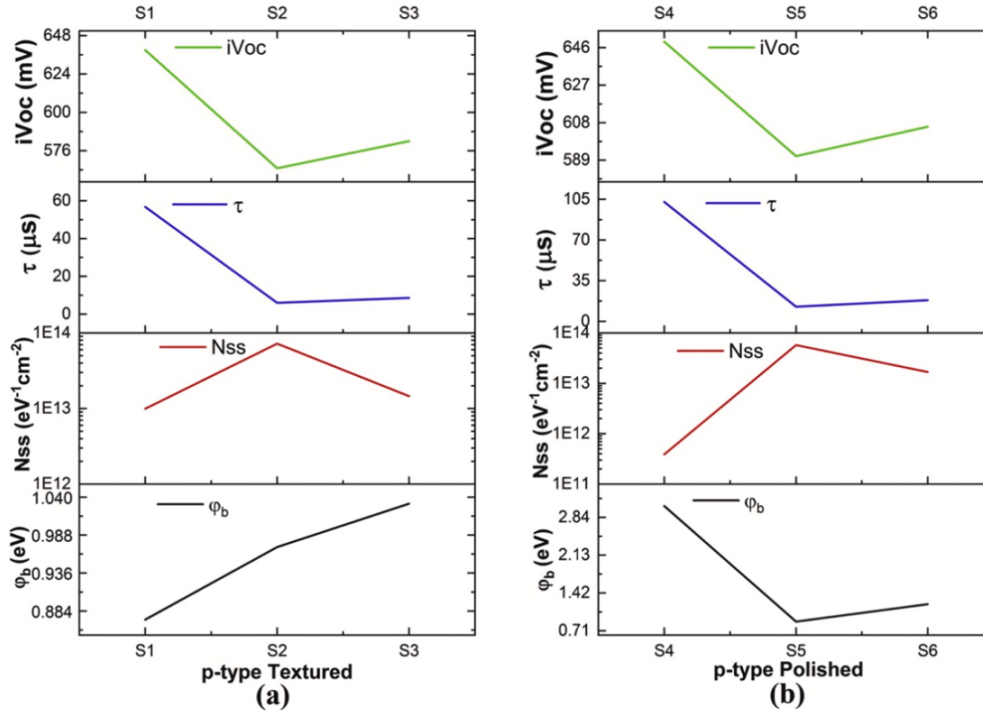 S1 S2 S3
iVoc
648
624
600
576
iVoc (mV)
τ
60
40
20
0
τ (µs)
Nss
1E14
1E13
1E12
Nss (eV⁻¹cm⁻²)
φb
1.040
0.988
0.936
0.884
φb (eV)
S1 S2 S3
p-type Textured
(a)
S4 S5 S6
iVoc
646
627
608
589
iVoc (mV)
τ
105
70
35
0
τ (µs)
Nss
1E14
1E13
1E12
1E11
Nss (eV⁻¹cm⁻²)
φb
2.84
2.13
1.42
0.71
φb (eV)
S4 S5 S6
p-type Polished
(b)